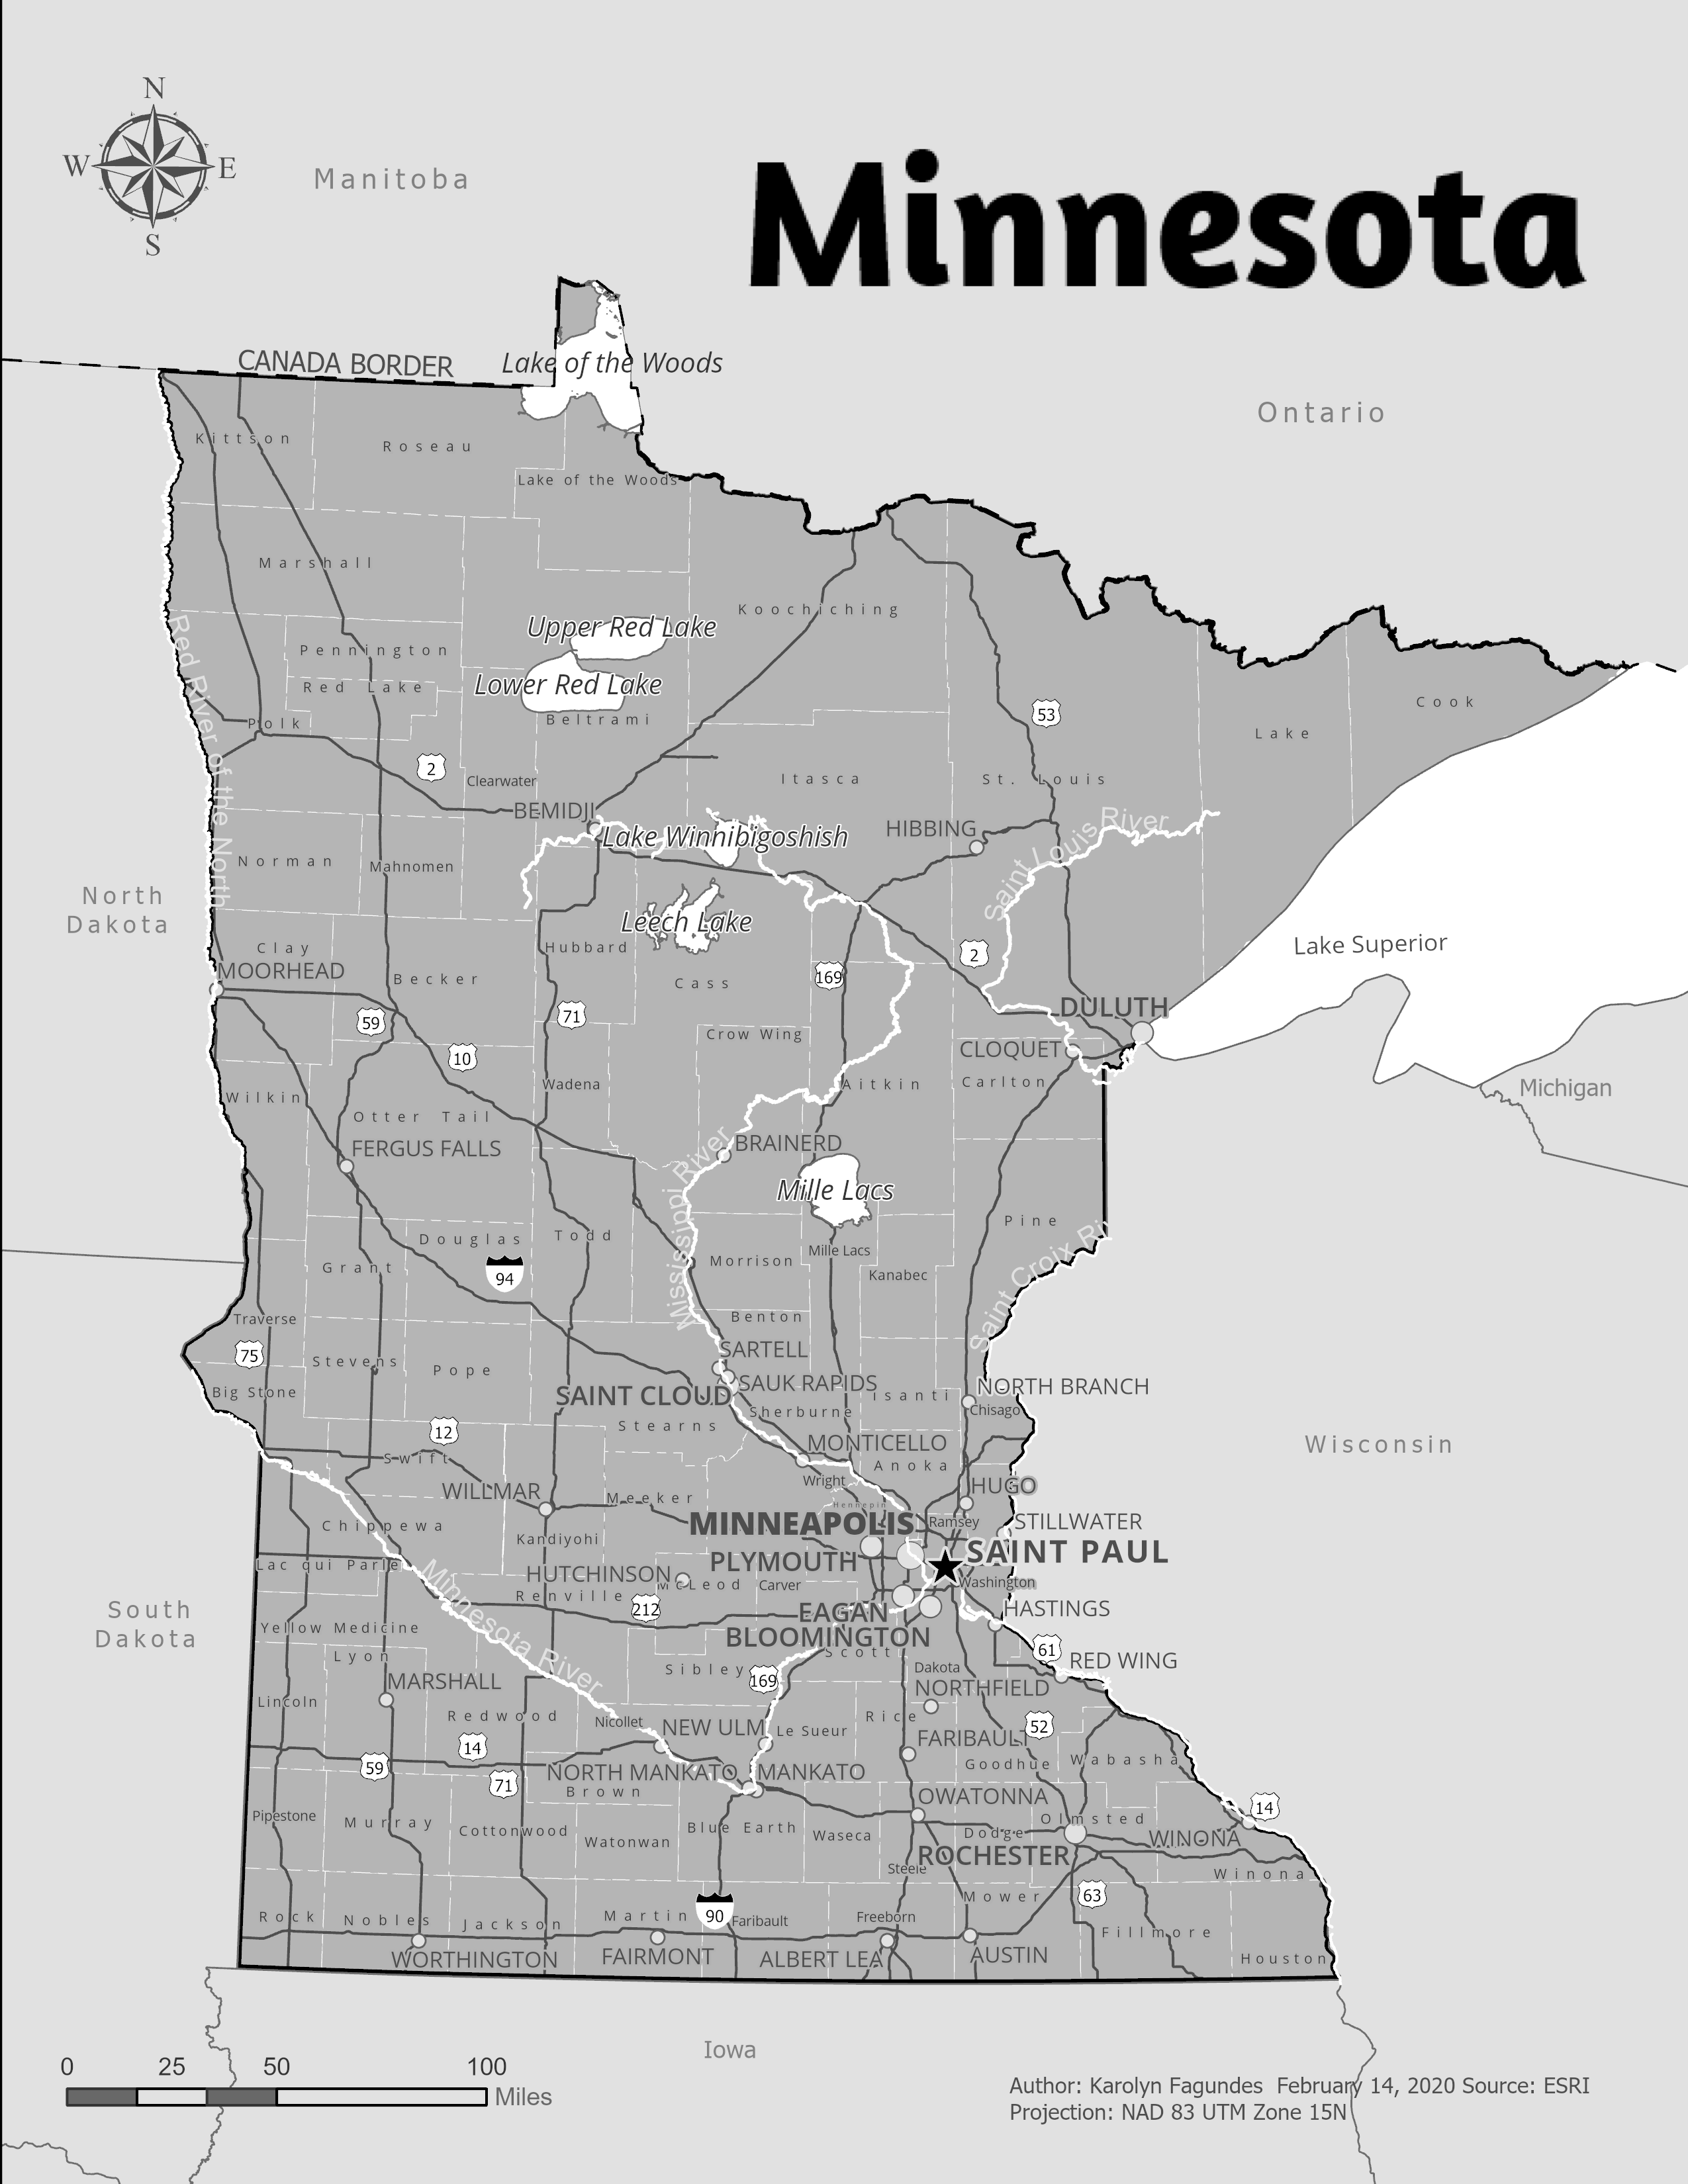 N
W
E
S
Manitoba
Minnesota
CANADA BORDER
Lake of the Woods
Ontario
Kittson
Roseau
Lake of the Woods
Marshall
Koochiching
Upper Red Lake
Red River of the North
Pennington
Red Lake
Lower Red Lake
Beltrami
Polk
53
Cook
Lake
2
Clearwater
Itasca
St. Louis
BEMIDJI
Saint Louis River
HIBBING
Lake Winnibigoshish
Norman
Mahnomen
North
Dakota
Leech Lake
Clay
Hubbard
Lake Superior
2
MOORHEAD
Becker
169
Cass
DULUTH
71
59
Crow Wing
CLOQUET
10
Wadena
Aitkin
Carlton
Michigan
Wilkin
Otter Tail
BRAINERD
FERGUS FALLS
Mississippi River
Mille Lacs
Pine
Saint Croix Ri
Douglas
Todd
Mille Lacs
Morrison
Grant
94
Kanabec
Traverse
Benton
75
SARTELL
Stevens
Pope
SAUK RAPIDS
NORTH BRANCH
Big Stone
SAINT CLOUD
Isanti
Chisago
Sherburne
Stearns
12
MONTICELLO
Wisconsin
Swift
Anoka
Wright
HUGO
WILLMAR
Meeker
Hennepin
MINNEAPOLIS
Ramsey
STILLWATER
Chippewa
Kandiyohi
SAINT PAUL
PLYMOUTH
Lac qui Parle
HUTCHINSON
McLeod
Carver
Washington
Renville
Minnesota River
212
HASTINGS
South
Dakota
EAGAN
Yellow Medicine
BLOOMINGTON
61
Lyon
Scott
RED WING
Sibley
169
Dakota
MARSHALL
NORTHFIELD
Lincoln
Redwood
Nicollet
Rice
NEW ULM
Le Sueur
52
FARIBAULT
14
Goodhue
Wabasha
59
NORTH MANKATO
MANKATO
71
Brown
OWATONNA
14
Pipestone
Murray
Cottonwood
Olmsted
Blue Earth
Watonwan
Waseca
Dodge
WINONA
ROCHESTER
Steele
Winona
63
Mower
90
Rock
Nobles
Jackson
Martin
Faribault
Freeborn
Fillmore
WORTHINGTON
FAIRMONT
ALBERT LEA
AUSTIN
Houston
Iowa
0 25 50 100
Miles
Author: Karolyn Fagundes February 14, 2020 Source: ESRI
Projection: NAD 83 UTM Zone 15N